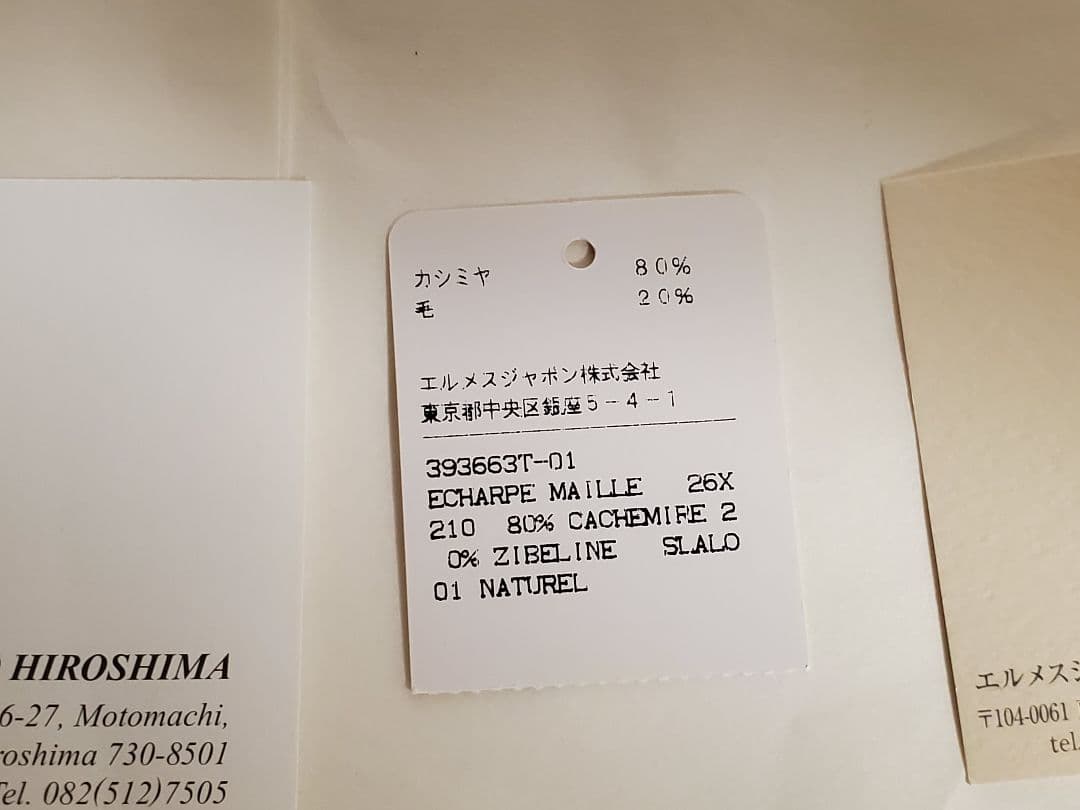 カシミヤ 80%
毛 20%
エルメスジャポン株式会社
東京都中央区銀座5-4-1
393663T-01
ECHARPE MAILLE 26X
210 80% CACHEMIRE 2
0% ZIBELINE SLALO
01 NATUREL
HIROSHIMA
6-27, Motomachi,
roshima 730-8501
Tel. 082(512)7505
エルメスジ
〒104-0061
tel.